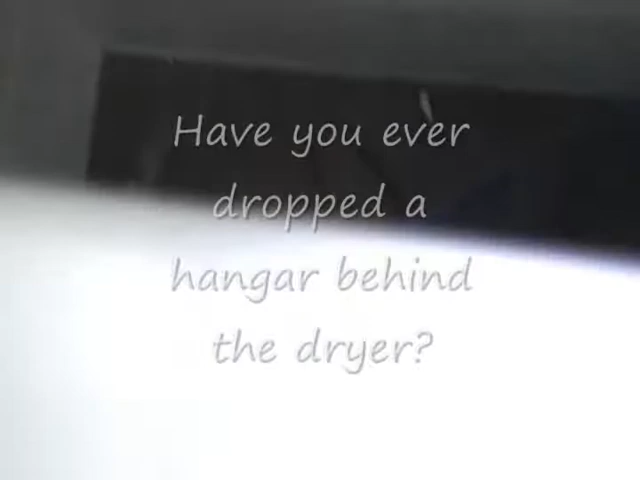 Have you ever
dropped a
hangar behind
the dryer?